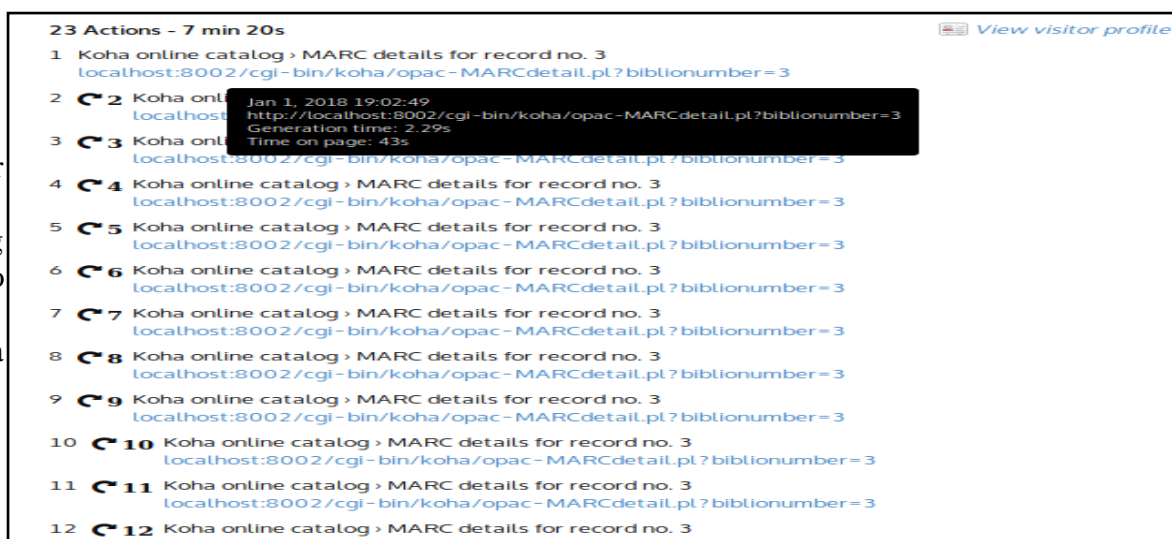 23 Actions - 7 min 20s
View visitor profile
1 Koha online catalog › MARC details for record no. 3
localhost:8002/cgi-bin/koha/opac-MARCdetail.pl?biblionumber=3
2 2 Koha onli
localhost
Jan 1, 2018 19:02:49
http://localhost:8002/cgi-bin/koha/opac-MARCdetail.pl?biblionumber=3
Generation time: 2.29s
Time on page: 43s
3 3 Koha onli
localhost:8002/cgi-bin/koha/opac-MARCdetail.pl?biblionumber=3
4 4 Koha online catalog › MARC details for record no. 3
localhost:8002/cgi-bin/koha/opac-MARCdetail.pl?biblionumber=3
5 5 Koha online catalog › MARC details for record no. 3
localhost:8002/cgi-bin/koha/opac-MARCdetail.pl?biblionumber=3
6 6 Koha online catalog › MARC details for record no. 3
localhost:8002/cgi-bin/koha/opac-MARCdetail.pl?biblionumber=3
7 7 Koha online catalog › MARC details for record no. 3
localhost:8002/cgi-bin/koha/opac-MARCdetail.pl?biblionumber=3
8 8 Koha online catalog › MARC details for record no. 3
localhost:8002/cgi-bin/koha/opac-MARCdetail.pl?biblionumber=3
9 9 Koha online catalog › MARC details for record no. 3
localhost:8002/cgi-bin/koha/opac-MARCdetail.pl?biblionumber=3
10 10 Koha online catalog › MARC details for record no. 3
localhost:8002/cgi-bin/koha/opac-MARCdetail.pl?biblionumber=3
11 11 Koha online catalog › MARC details for record no. 3
localhost:8002/cgi-bin/koha/opac-MARCdetail.pl?biblionumber=3
12 12 Koha online catalog › MARC details for record no. 3